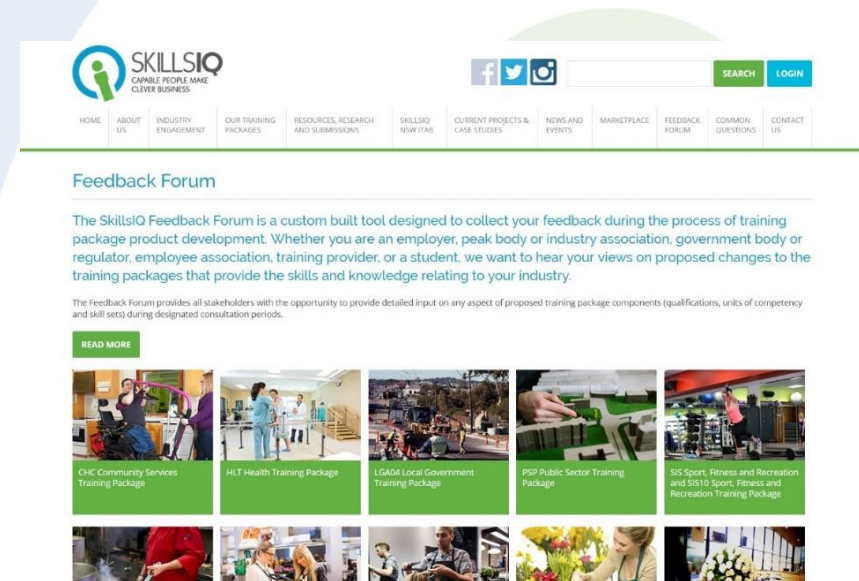 SKILLSIQ
CAPABLE PEOPLE MAKE
CLEVER BUSINESS
SEARCH
LOGIN
HOME
ABOUT
US
INDUSTRY
ENGAGEMENT
OUR TRAINING
PACKAGES
RESOURCES, RESEARCH
AND SUBMISSIONS
SKILLSIQ
NSW ITAB
CURRENT PROJECTS &
CASE STUDIES
NEWS AND
EVENTS
MARKETPLACE
FEEDBACK
FORUM
COMMON
QUESTIONS
CONTACT
US
Feedback Forum
The SkillsIQ Feedback Forum is a custom built tool designed to collect your feedback during the process of training
package product development. Whether you are an employer, peak body or industry association, government body or
regulator, employee association, training provider, or a student, we want to hear your views on proposed changes to the
training packages that provide the skills and knowledge relating to your industry.
The Feedback Forum provides all stakeholders with the opportunity to provide detailed input on any aspect of proposed training package components (qualifications, units of competency
and skill sets) during designated consultation periods.
READ MORE
CHC Community Services
Training Package
HLT Health Training Package
LGA04 Local Government
Training Package
PSP Public Sector Training
Package
SIS Sport, Fitness and Recreation
and SIS10 Sport, Fitness and
Recreation Training Package